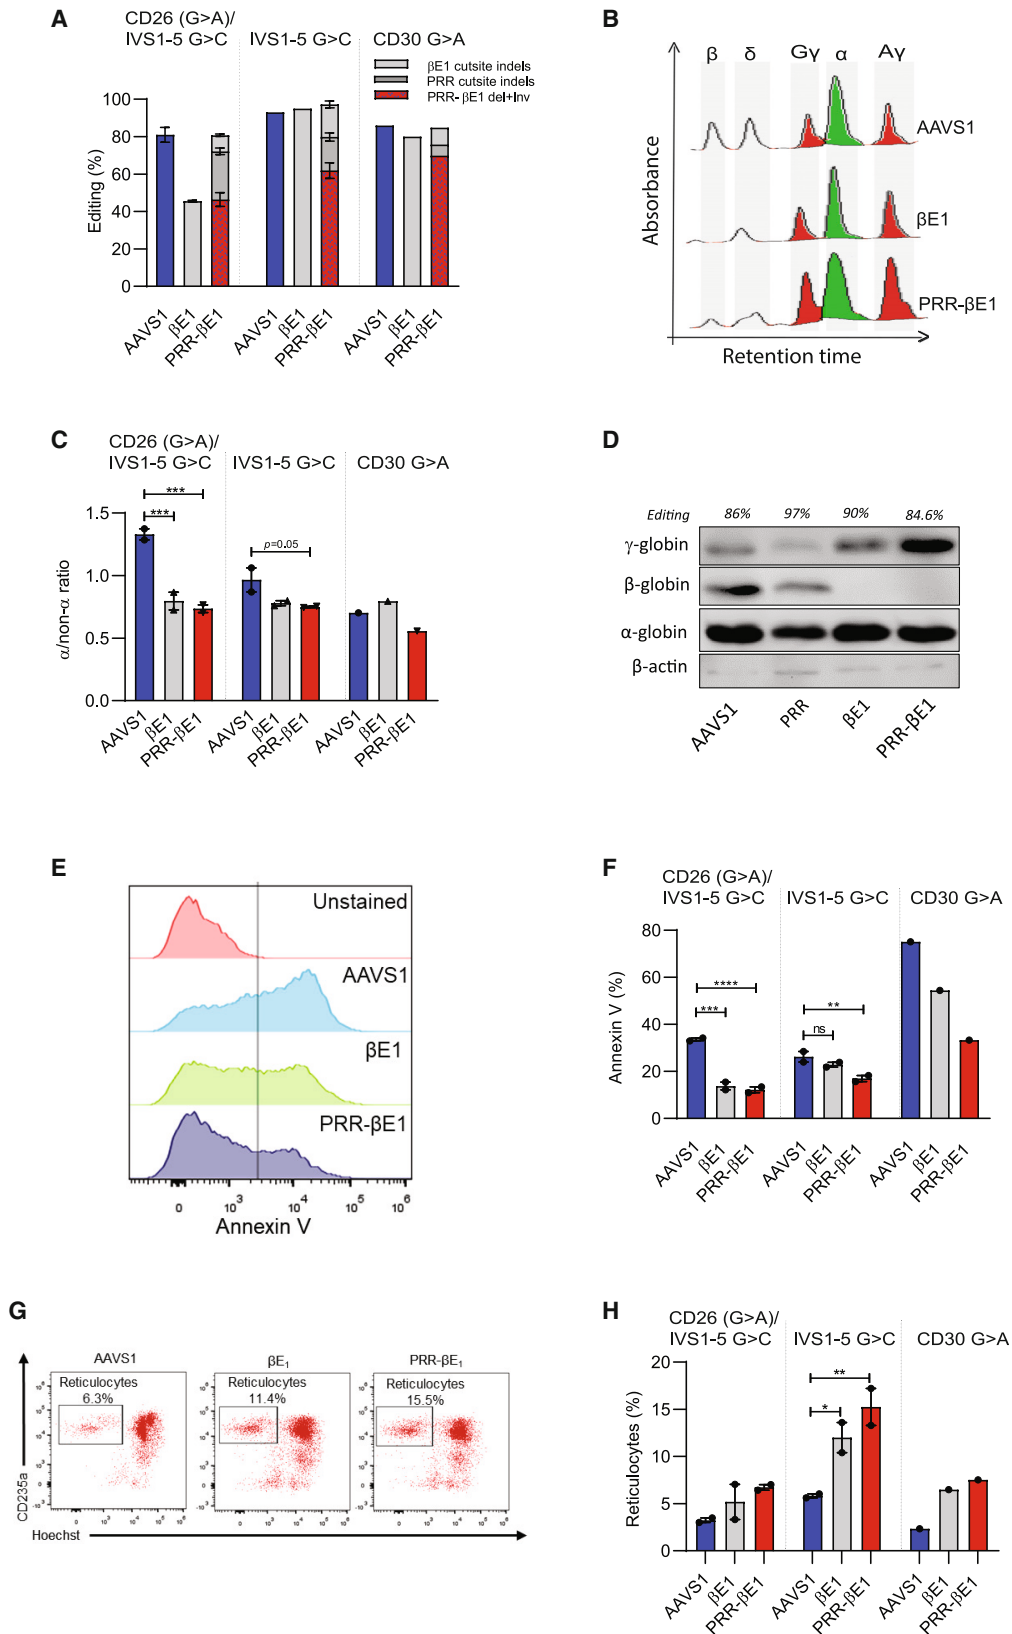 A
CD26 (G>A)/
IVS1-5 G>C
IVS1-5 G>C
CD30 G>A
βE1 cutsite indels
PRR cutsite indels
PRR- βE1 del+Inv
Editing (%)
100
80
60
40
20
0
AAVS1
βE1
PRR-βE1
AAVS1
βE1
PRR-βE1
AAVS1
βE1
PRR-βE1
B
β
δ
Gγ
α
Aγ
AAVS1
βE1
PRR-βE1
Absorbance
Retention time
C
CD26 (G>A)/
IVS1-5 G>C
IVS1-5 G>C
CD30 G>A
α/non-α ratio
1.5
1.0
0.5
0.0
***
***
p=0.05
AAVS1
βE1
PRR-βE1
AAVS1
βE1
PRR-βE1
AAVS1
βE1
PRR-βE1
D
Editing 86% 97% 90% 84.6%
γ-globin
β-globin
α-globin
β-actin
AAVS1
PRR
βE1
PRR-βE1
E
Unstained
AAVS1
βE1
PRR-βE1
0 10³ 10⁴ 10⁵ 10⁶
Annexin V
F
CD26 (G>A)/
IVS1-5 G>C
IVS1-5 G>C
CD30 G>A
Annexin V (%)
80
60
40
20
0
****
***
**
ns
AAVS1
βE1
PRR-βE1
AAVS1
βE1
PRR-βE1
AAVS1
βE1
PRR-βE1
G
AAVS1
Reticulocytes
6.3%
βE₁
Reticulocytes
11.4%
PRR-βE₁
Reticulocytes
15.5%
CD235a
Hoechst
H
CD26 (G>A)/
IVS1-5 G>C
IVS1-5 G>C
CD30 G>A
Reticulocytes (%)
20
15
10
5
0
**
*
AAVS1
βE1
PRR-βE1
AAVS1
βE1
PRR-βE1
AAVS1
βE1
PRR-βE1